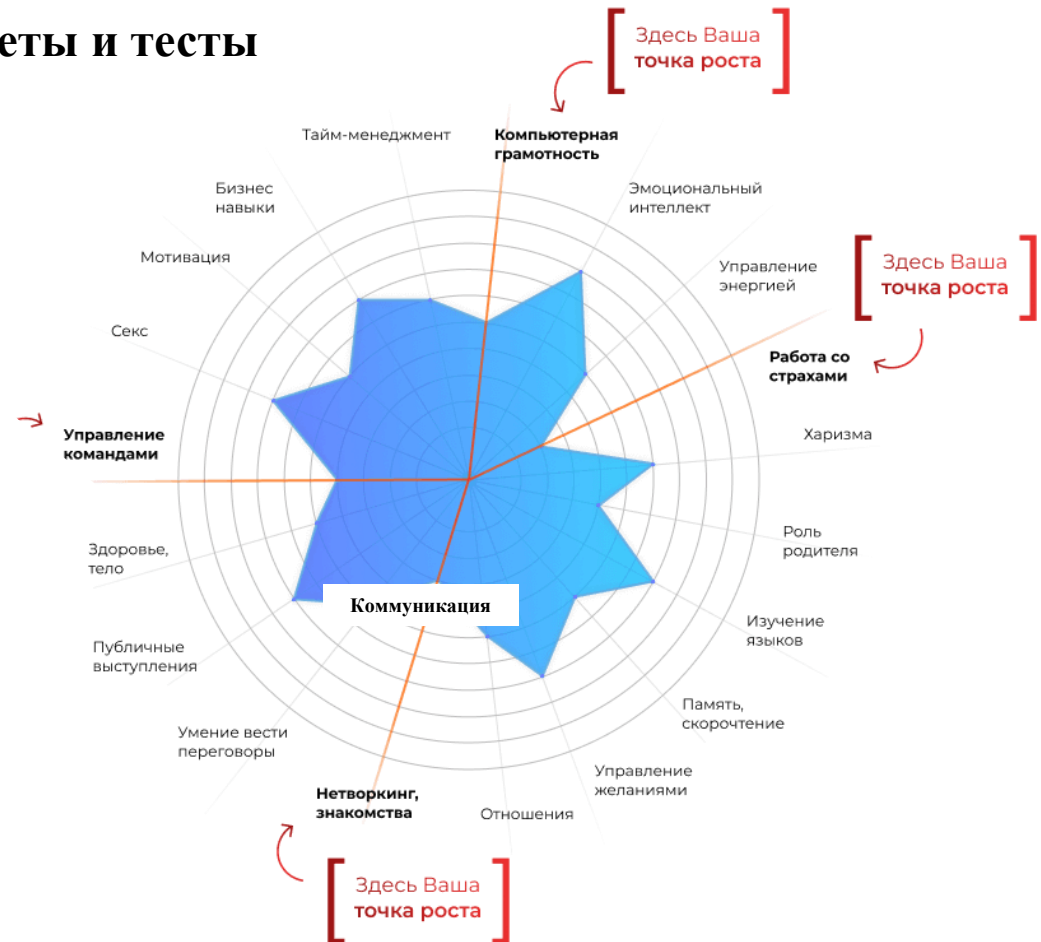 еты и тесты
Здесь Ваша
точка роста
Тайм-менеджмент
Компьютерная
грамотность
Бизнес
навыки
Эмоциональный
интеллект
Мотивация
Управление
энергией
Здесь Ваша
точка роста
Секс
Работа со
страхами
Управление
командами
Харизма
Здоровье,
тело
Роль
родителя
Коммуникация
Изучение
языков
Публичные
выступления
Память,
скорочтение
Умение вести
переговоры
Управление
желаниями
Нетворкинг,
знакомства
Отношения
Здесь Ваша
точка роста